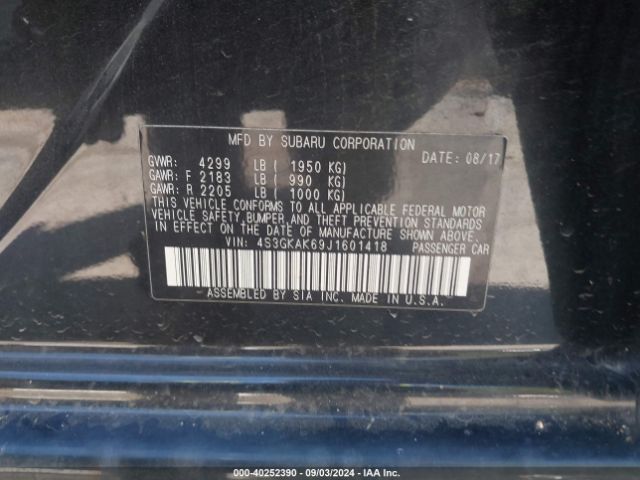 MFD BY SUBARU CORPORATION
GVWR: 4299 LB ( 1950 KG) DATE: 08/17
GAWR: F 2183 LB ( 990 KG)
GAWR: R 2205 LB ( 1000 KG)
THIS VEHICLE CONFORMS TO ALL APPLICABLE FEDERAL MOTOR
VEHICLE SAFETY, BUMPER, AND THEFT PREVENTION STANDARDS
IN EFFECT ON THE DATE OF MANUFACTURE SHOWN ABOVE.
VIN: 4S3GKAK69J1601418 PASSENGER CAR
ASSEMBLED BY SIA INC. MADE IN U.S.A.
000-40252390 - 09/03/2024 - IAA Inc.